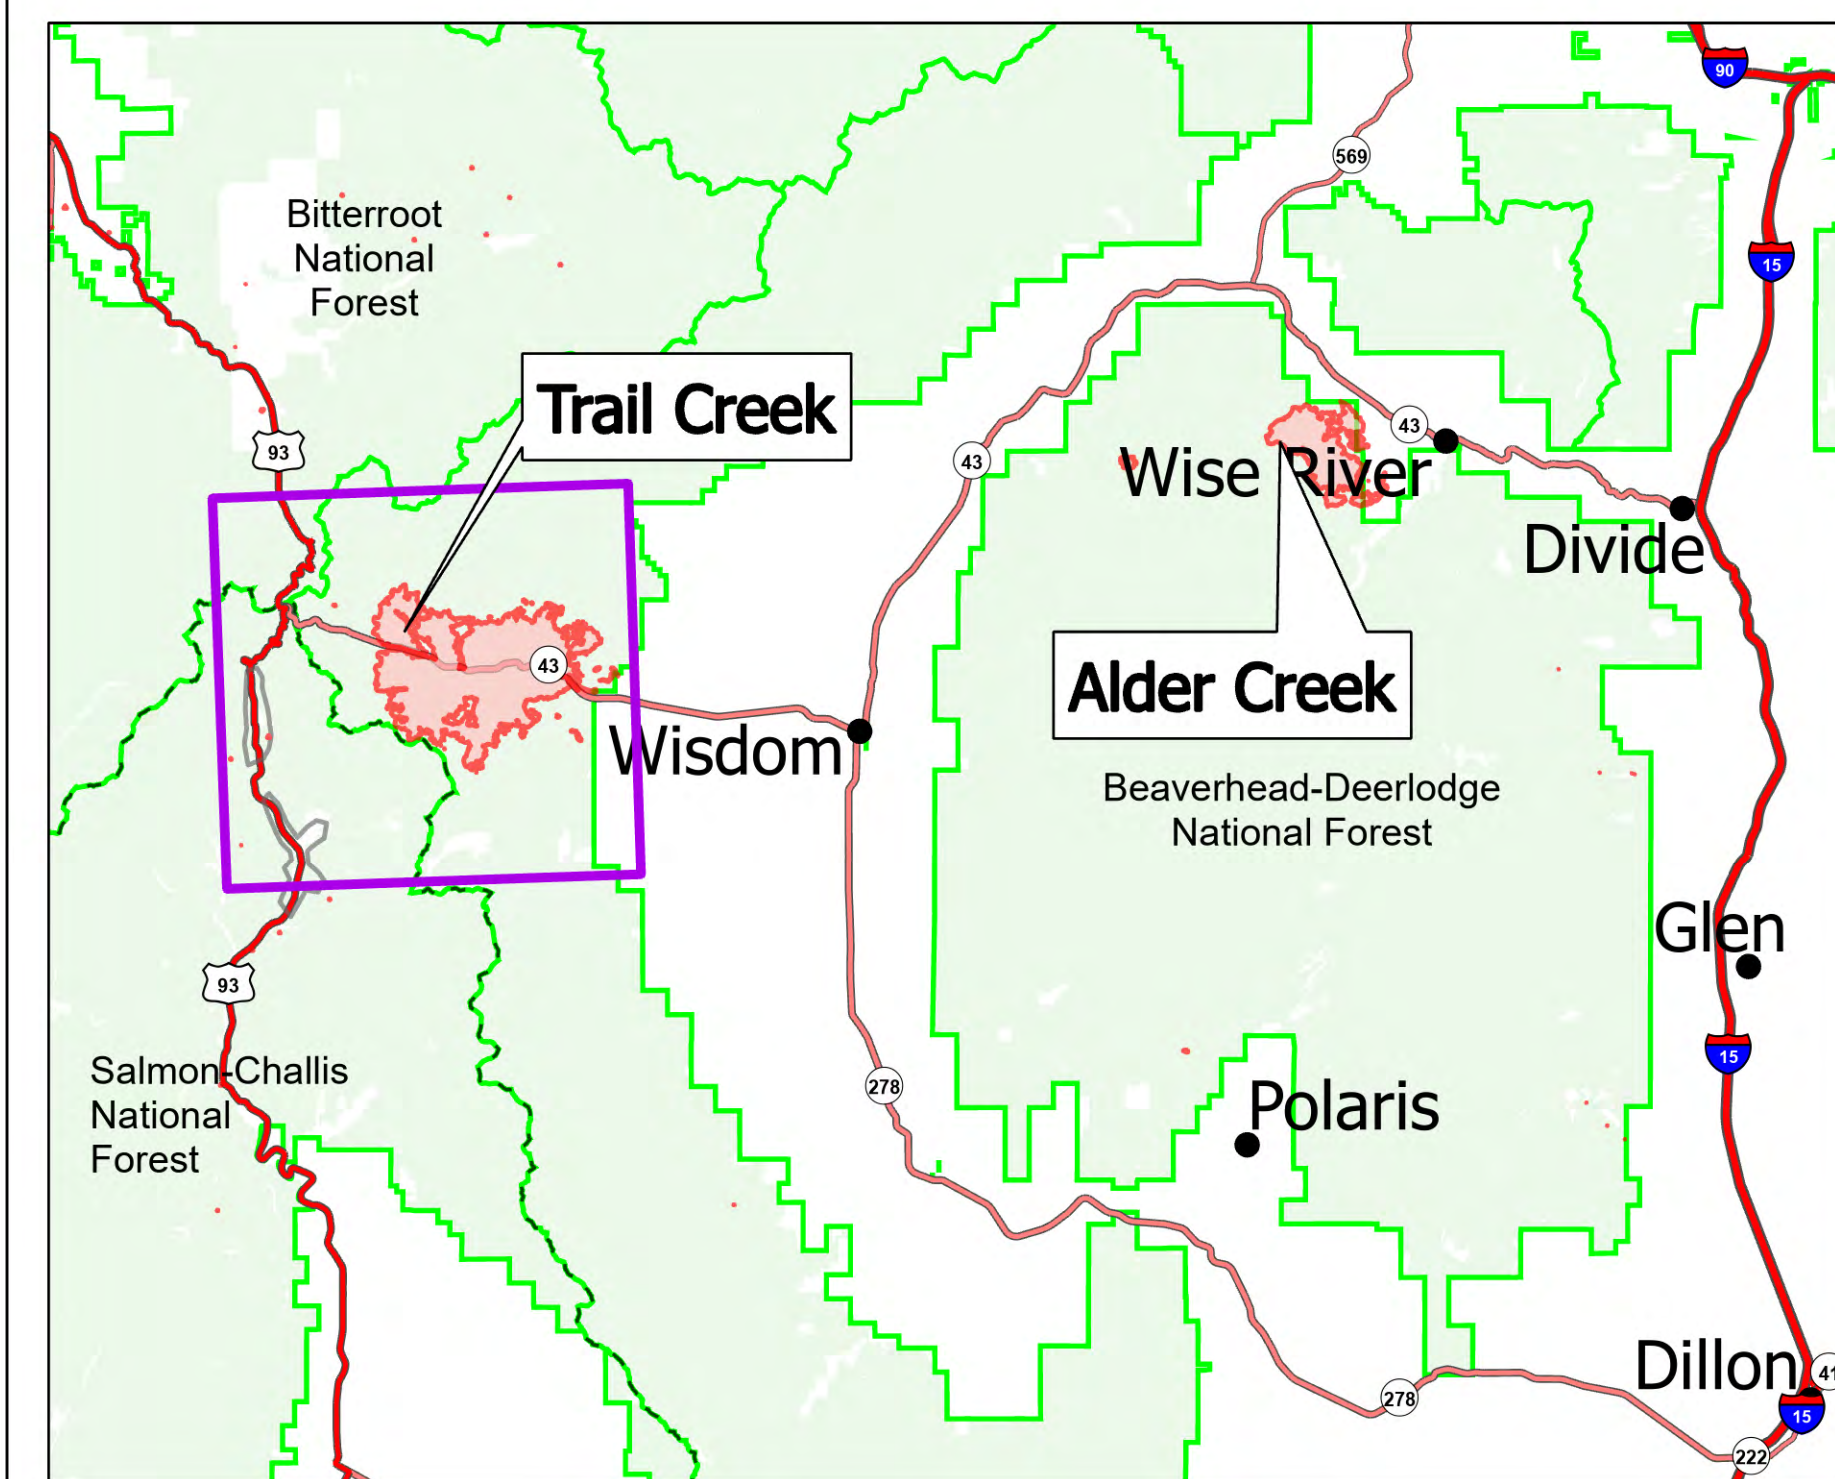 90
569
Bitterroot
National
Forest
15
Trail Creek
93
43
43
Wise River
Divide
43
Alder Creek
Wisdom
Beaverhead-Deerlodge
National Forest
Glen
93
15
Salmon-Challis
National
Forest
278
Polaris
Dillon
41
278
15
222